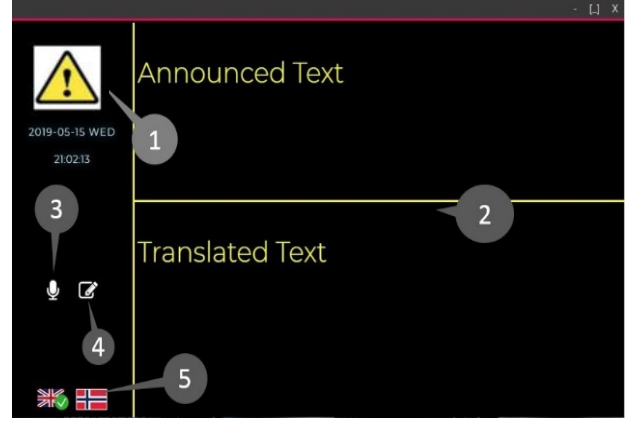 - [.] X
Announced Text
2019-05-15 WED
1
21:02:13
3
2
Translated Text
4
5